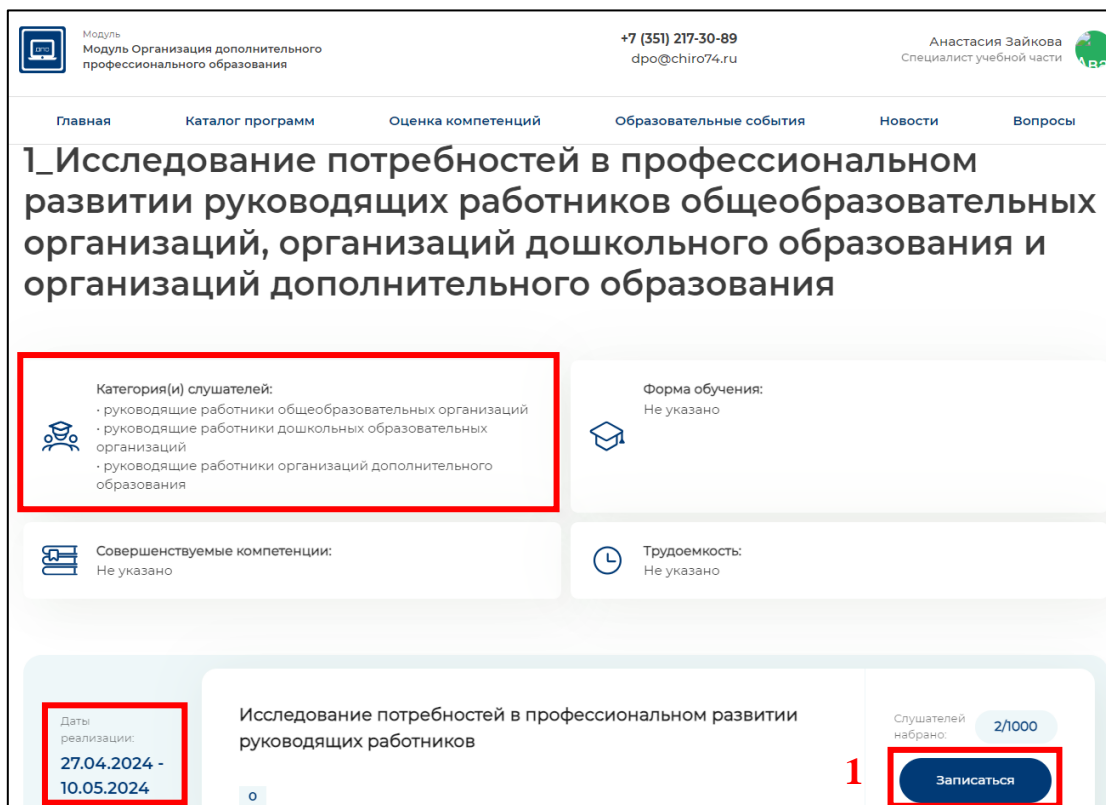 Модуль
Модуль Организация дополнительного
профессионального образования
дпо
+7 (351) 217-30-89
dpo@chiro74.ru
Анастасия Зайкова
Специалист учебной части
Ава
Главная Каталог программ Оценка компетенций Образовательные события Новости Вопросы
1_Исследование потребностей в профессиональном
развитии руководящих работников общеобразовательных
организаций, организаций дошкольного образования и
организаций дополнительного образования
Категория(и) слушателей:
• руководящие работники общеобразовательных организаций
• руководящие работники дошкольных образовательных
организаций
• руководящие работники организаций дополнительного
образования
Форма обучения:
Не указано
Совершенствуемые компетенции:
Не указано
Трудоемкость:
Не указано
Даты
реализации:
27.04.2024 -
10.05.2024
Исследование потребностей в профессиональном развитии
руководящих работников
О
Слушателей
набрано:
2/1000
1
Записаться